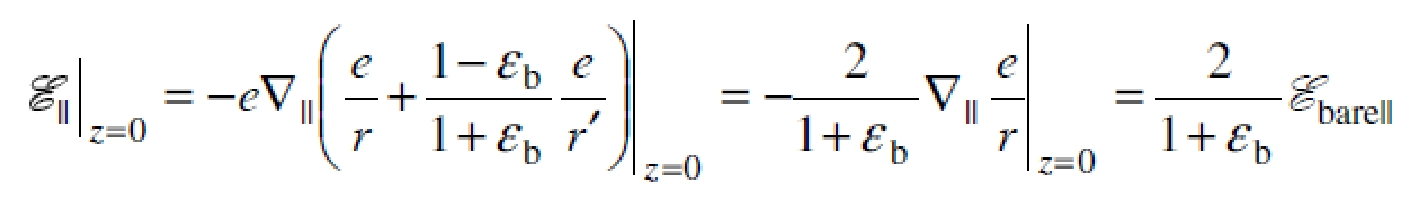 ℰ∥|z=0 = −e∇∥(e/r + (1−εb)/(1+εb) e/r′)|z=0 = −2/(1+εb) ∇∥ e/r|z=0 = 2/(1+εb) ℰbare∥